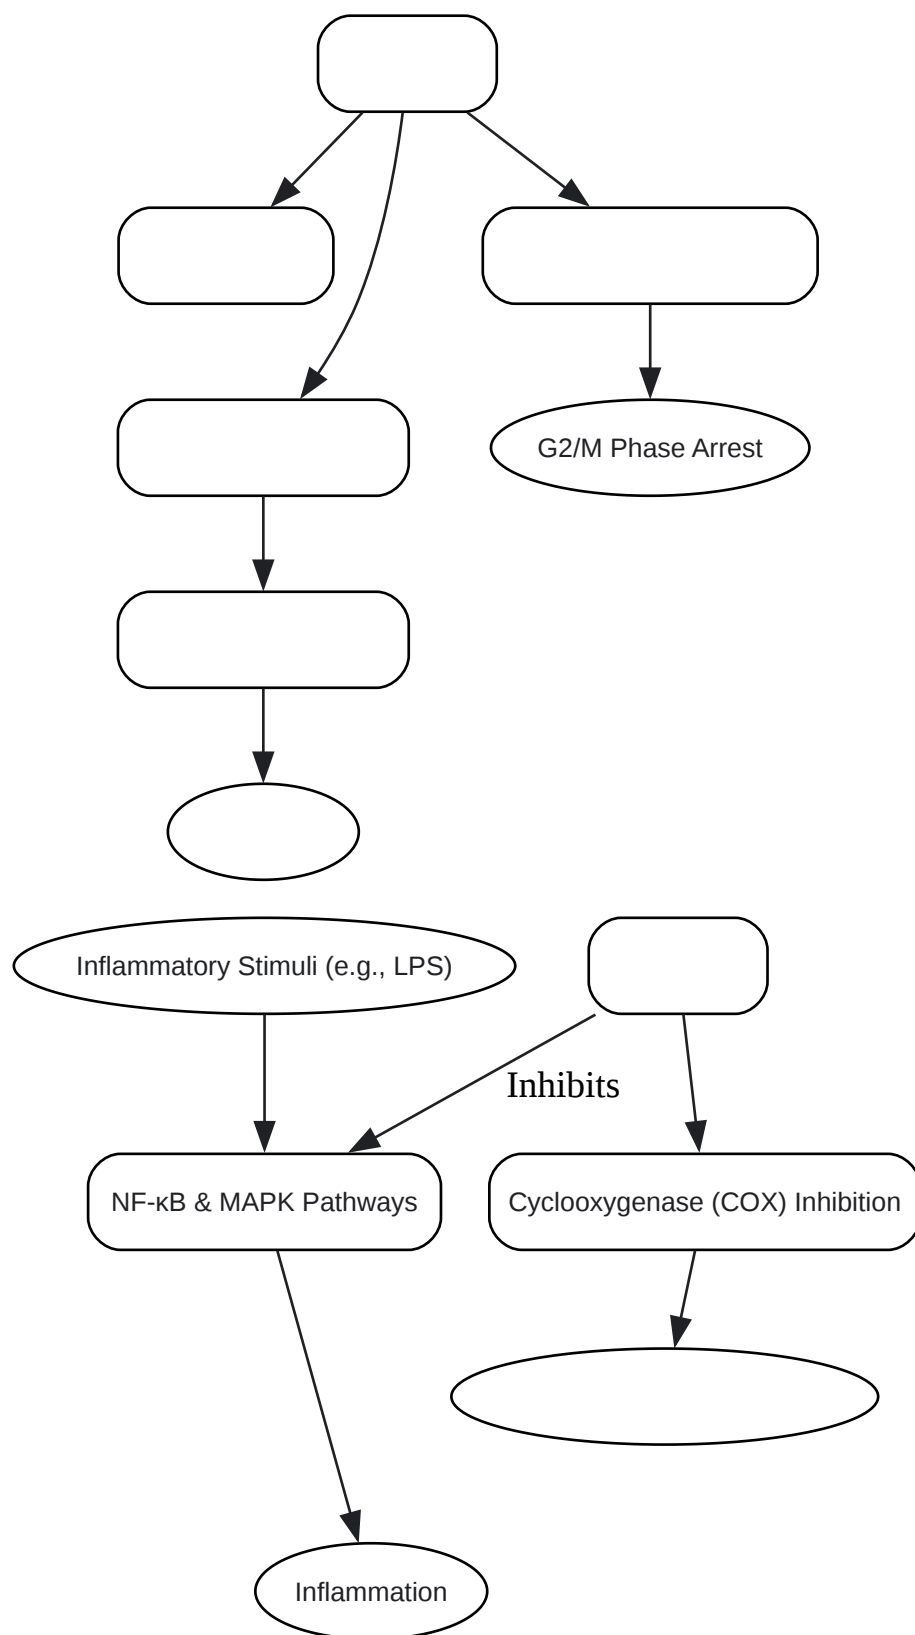 G2/M Phase Arrest
Inflammatory Stimuli (e.g., LPS)
Inhibits
NF-κB & MAPK Pathways
Cyclooxygenase (COX) Inhibition
Inflammation